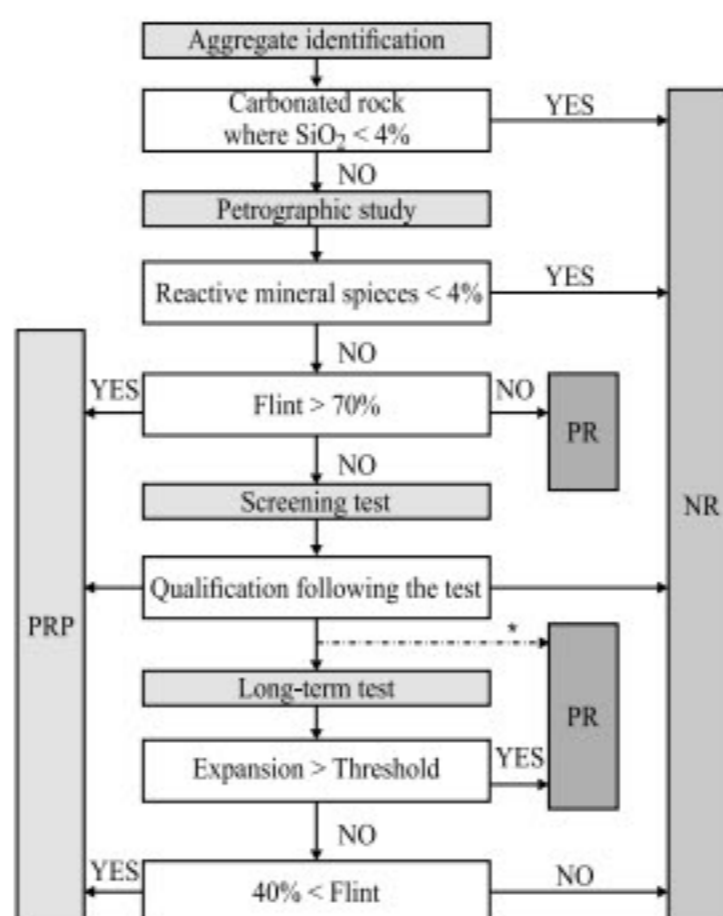 Aggregate identification
Carbonated rock
where SiO₂ < 4%
YES
NO
Petrographic study
Reactive mineral spieces < 4%
YES
NO
YES
Flint > 70%
NO
PR
NO
Screening test
NR
Qualification following the test
PRP
*
Long-term test
PR
Expansion > Threshold
YES
NO
YES
40% < Flint
NO